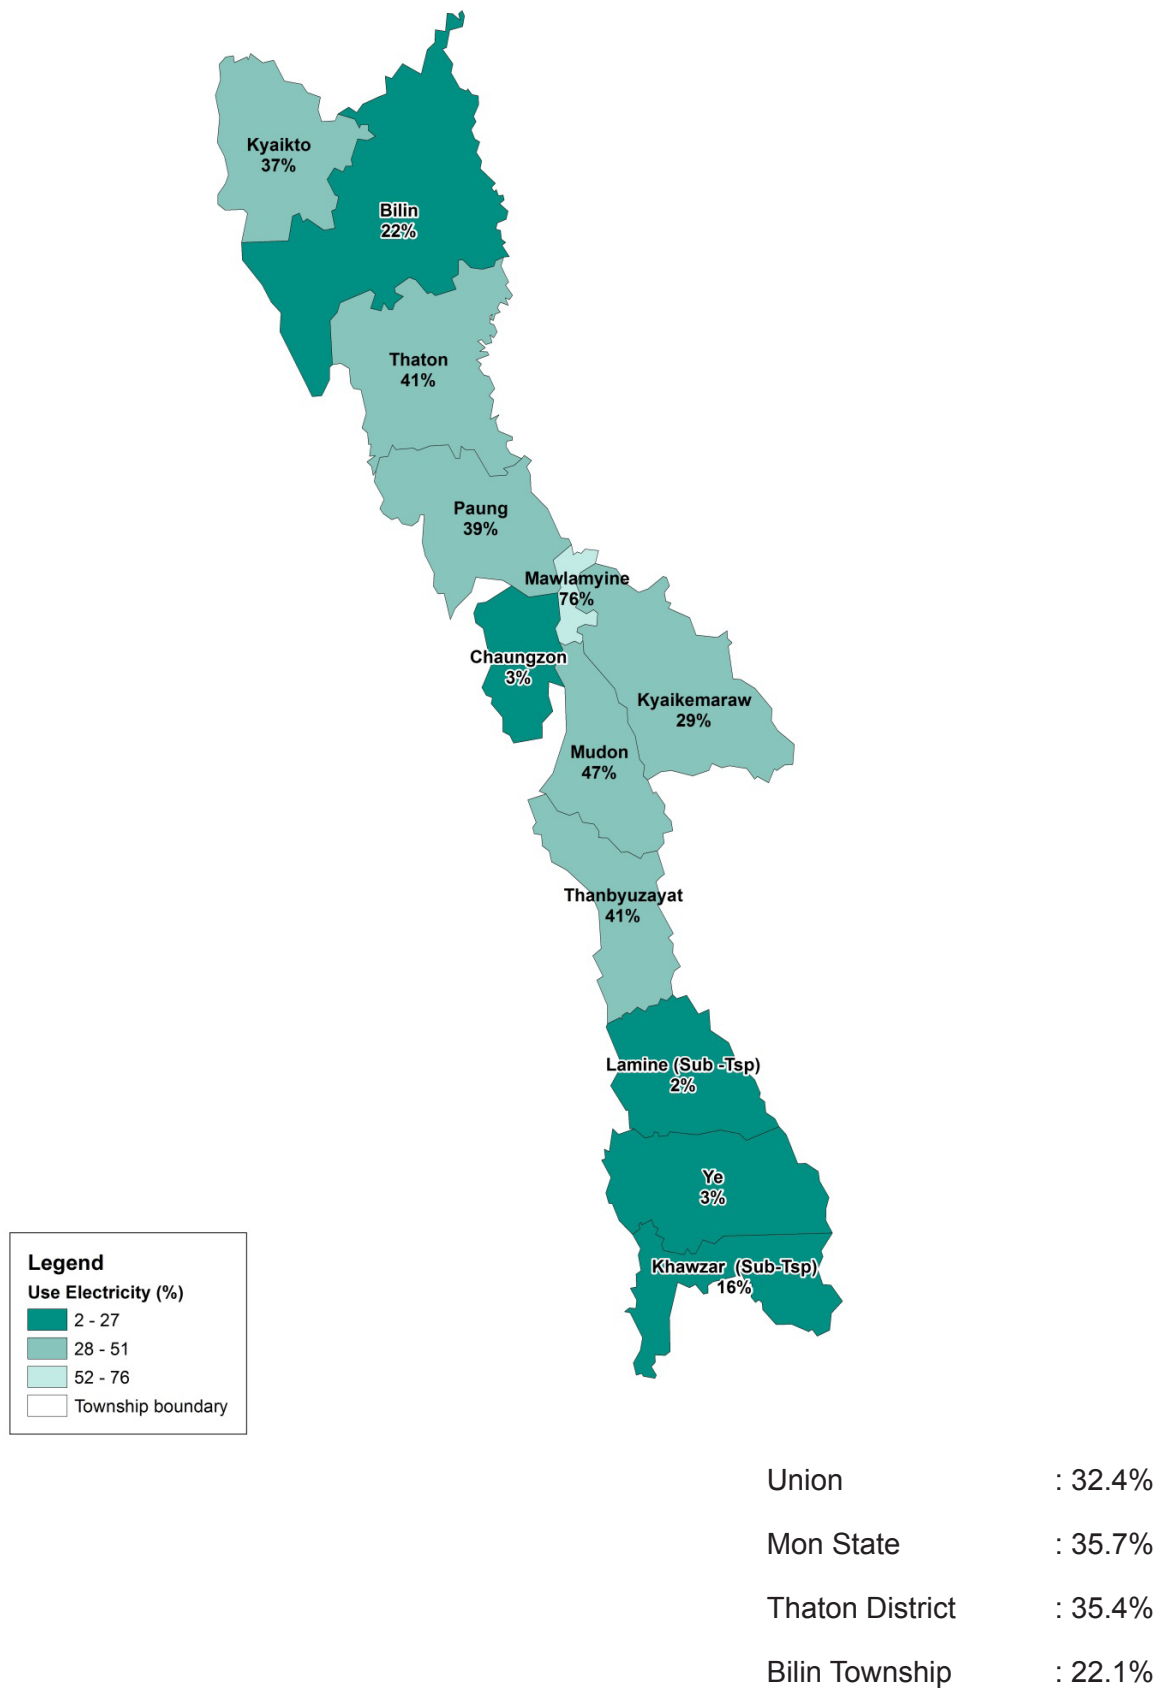 Kyaikto
37%
Bilin
22%
Thaton
41%
Paung
39%
Mawlamyine
76%
Chaungzon
3%
Kyaikemaraw
29%
Mudon
47%
Thanbyuzayat
41%
Lamine (Sub -Tsp)
2%
Ye
3%
Khawzar (Sub-Tsp)
16%
Legend
Use Electricity (%)
2 - 27
28 - 51
52 - 76
Township boundary
Union : 32.4%
Mon State : 35.7%
Thaton District : 35.4%
Bilin Township : 22.1%